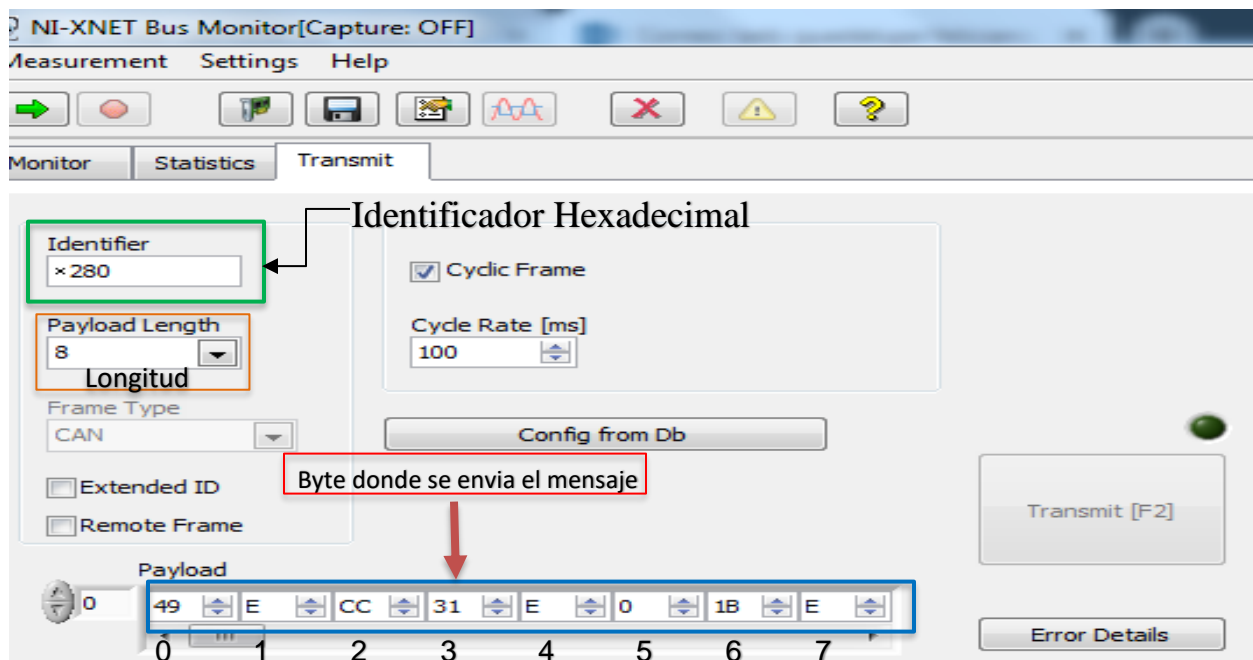 NI-XNET Bus Monitor[Capture: OFF]
Measurement Settings Help
Monitor Statistics Transmit
Identificador Hexadecimal
Identifier
×280
Cyclic Frame
Payload Length
8
Longitud
Cycle Rate [ms]
100
Frame Type
CAN
Config from Db
Byte donde se envia el mensaje
Extended ID
Remote Frame
Transmit [F2]
Payload
0 49 E CC 31 E 0 1B E
0 1 2 3 4 5 6 7
Error Details